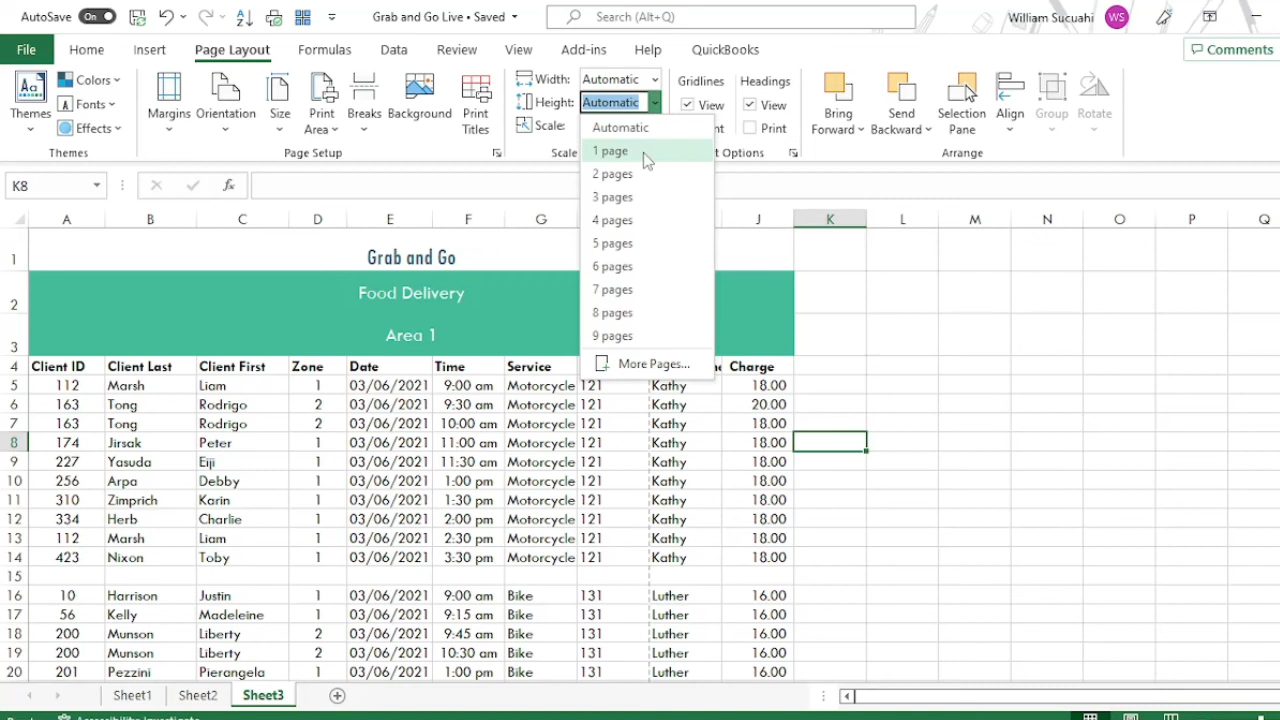 AutoSave On Grab and Go Live • Saved Search (Alt+Q) William Sucuahi WS
File Home Insert Page Layout Formulas Data Review View Add-ins Help QuickBooks Comments
Themes Colors Fonts Effects Themes
Margins Orientation Size Print Area Breaks Background Print Titles Page Setup
Width: Automatic
Height: Automatic
Scale:
Scale
Gridlines Headings
View View
Print
Options
Bring Forward Send Backward Selection Pane Align Group Rotate Arrange
Automatic
1 page
2 pages
3 pages
4 pages
5 pages
6 pages
7 pages
8 pages
9 pages
More Pages...
K8 fx
A B C D E F G J K L M N O P Q
1 Grab and Go
2 Food Delivery
3 Area 1
4 Client ID Client Last Client First Zone Date Time Service Charge
5 112 Marsh Liam 1 03/06/2021 9:00 am Motorcycle 121 Kathy 18.00
6 163 Tong Rodrigo 2 03/06/2021 9:30 am Motorcycle 121 Kathy 20.00
7 163 Tong Rodrigo 2 03/06/2021 10:00 am Motorcycle 121 Kathy 18.00
8 174 Jirsak Peter 1 03/06/2021 11:00 am Motorcycle 121 Kathy 18.00
9 227 Yasuda Eiji 1 03/06/2021 11:30 am Motorcycle 121 Kathy 18.00
10 256 Arpa Debby 1 03/06/2021 1:00 pm Motorcycle 121 Kathy 18.00
11 310 Zimprich Karin 1 03/06/2021 1:30 pm Motorcycle 121 Kathy 18.00
12 334 Herb Charlie 1 03/06/2021 2:00 pm Motorcycle 121 Kathy 18.00
13 112 Marsh Liam 1 03/06/2021 2:30 pm Motorcycle 121 Kathy 18.00
14 423 Nixon Toby 1 03/06/2021 3:30 pm Motorcycle 121 Kathy 18.00
15
16 10 Harrison Justin 1 03/06/2021 9:00 am Bike 131 Luther 16.00
17 56 Kelly Madeleine 1 03/06/2021 9:15 am Bike 131 Luther 16.00
18 200 Munson Liberty 2 03/06/2021 9:45 am Bike 131 Luther 16.00
19 200 Munson Liberty 2 03/06/2021 10:30 am Bike 131 Luther 16.00
20 201 Pezzini Pierangela 1 03/06/2021 1:00 pm Bike 131 Luther 16.00
Sheet1 Sheet2 Sheet3